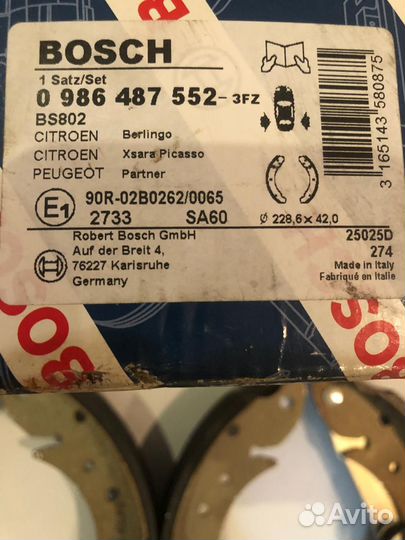 BOSCH
1 Satz/Set
0 986 487 552-3FZ
BS802
CITROEN Berlingo
CITROEN Xsara Picasso
PEUGEOT Partner
E1 90R-02B0262/0065
2733 SA60
Ø 228,6 x 42,0
Robert Bosch GmbH
Auf der Breit 4,
76227 Karlsruhe
Germany
25025D
274
Made in Italy
Fabriqué en Italie
3 165143 580875
BOSCH
Avito